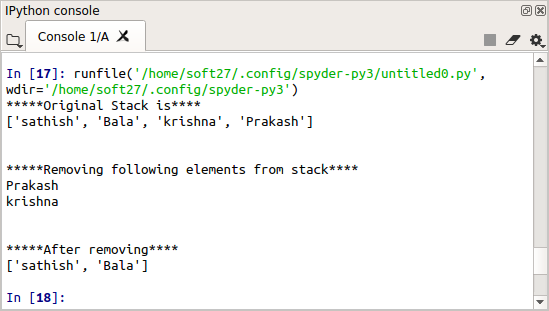 IPython console
Console 1/A
In [17]: runfile('/home/soft27/.config/spyder-py3/untitled0.py',
wdir='/home/soft27/.config/spyder-py3')
*****Original Stack is****
['sathish', 'Bala', 'krishna', 'Prakash']
*****Removing following elements from stack****
Prakash
krishna
*****After removing****
['sathish', 'Bala']
In [18]: